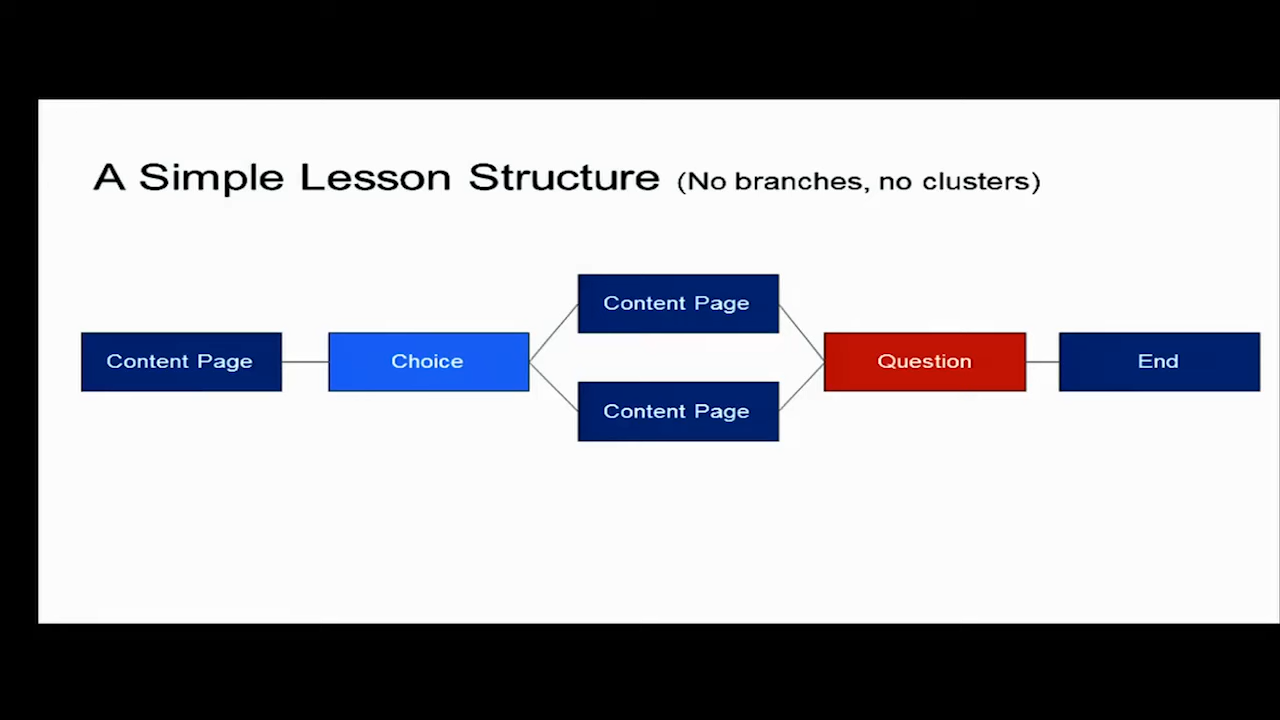 A Simple Lesson Structure (No branches, no clusters)
Content Page
Choice
Content Page
Content Page
Question
End